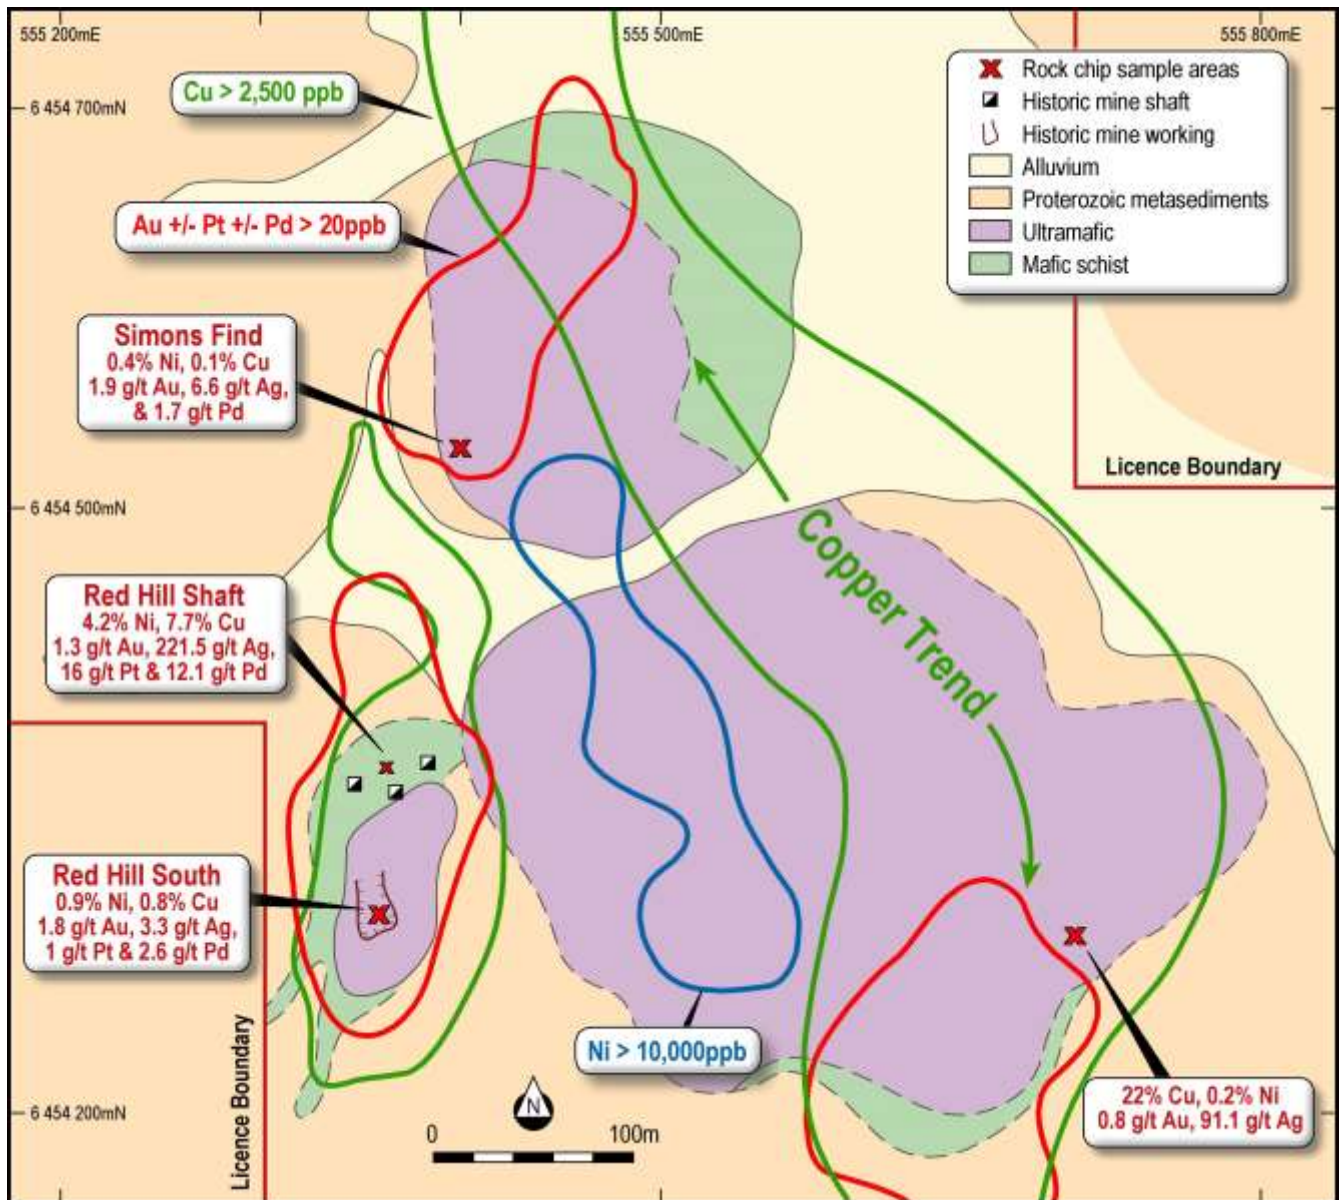 555 200mE
555 500mE
555 800mE
Cu > 2,500 ppb
6 454 700mN
Rock chip sample areas
Historic mine shaft
Historic mine working
Alluvium
Proterozoic metasediments
Ultramafic
Mafic schist
Au +/- Pt +/- Pd > 20ppb
Simons Find
0.4% Ni, 0.1% Cu
1.9 g/t Au, 6.6 g/t Ag,
& 1.7 g/t Pd
Licence Boundary
6 454 500mN
Copper Trend
Red Hill Shaft
4.2% Ni, 7.7% Cu
1.3 g/t Au, 221.5 g/t Ag,
16 g/t Pt & 12.1 g/t Pd
Red Hill South
0.9% Ni, 0.8% Cu
1.8 g/t Au, 3.3 g/t Ag,
1 g/t Pt & 2.6 g/t Pd
Licence Boundary
Ni > 10,000ppb
22% Cu, 0.2% Ni
0.8 g/t Au, 91.1 g/t Ag
6 454 200mN
N
0 100m